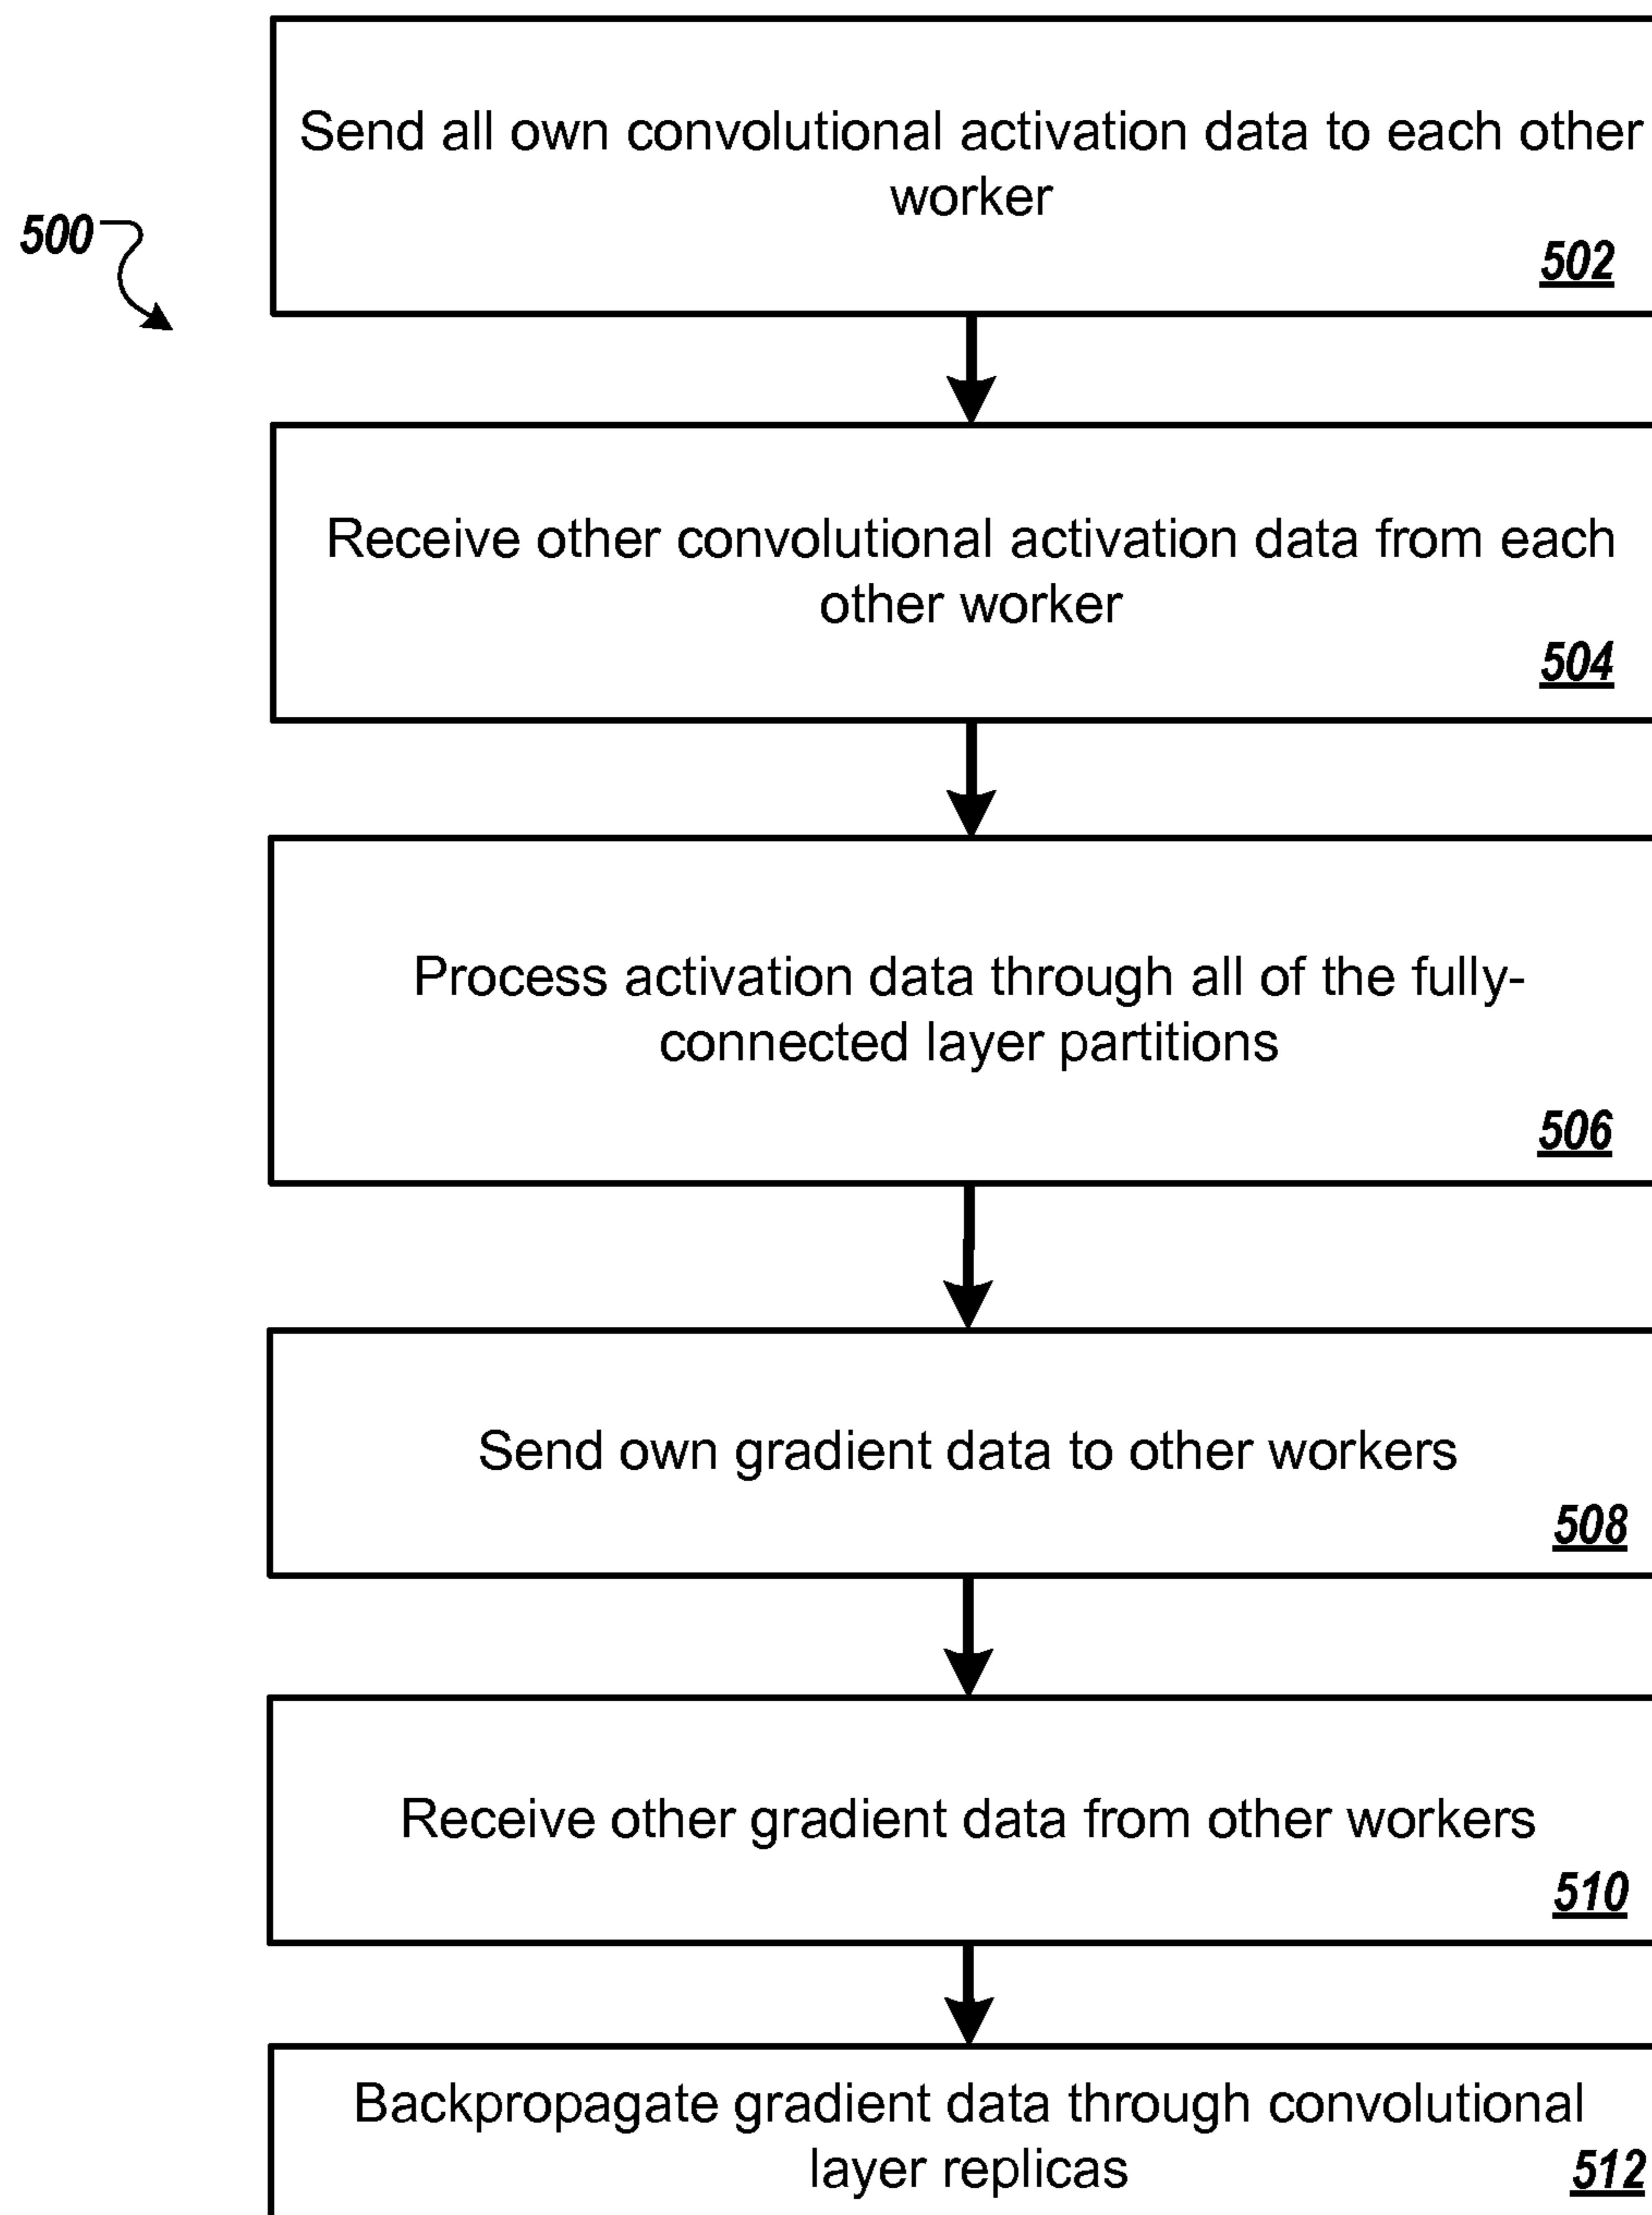 Send all own convolutional activation data to each other
worker
500
502
Receive other convolutional activation data from each
other worker
504
Process activation data through all of the fully-
connected layer partitions
506
Send own gradient data to other workers
508
Receive other gradient data from other workers
510
Backpropagate gradient data through convolutional
layer replicas
512